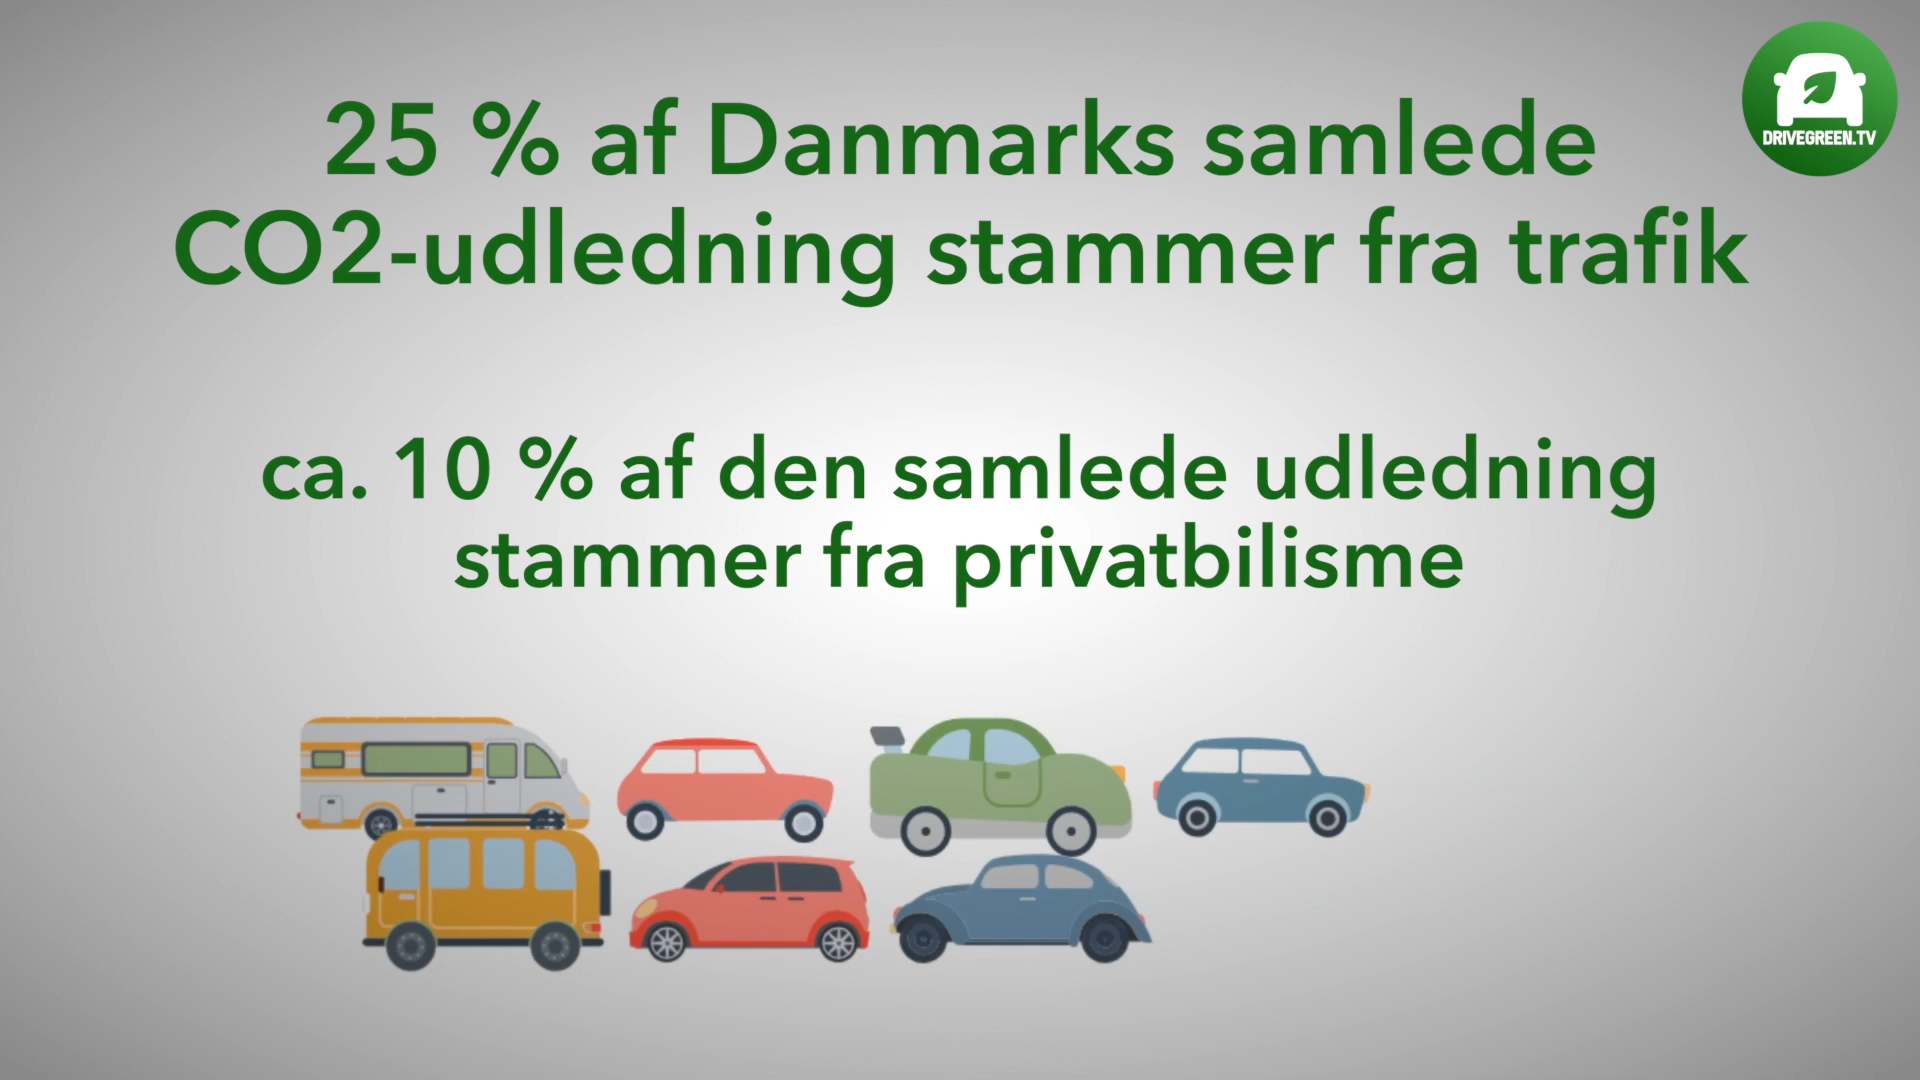 DRIVEGREEN.TV
25 % af Danmarks samlede
CO2-udledning stammer fra trafik
ca. 10 % af den samlede udledning
stammer fra privatbilisme